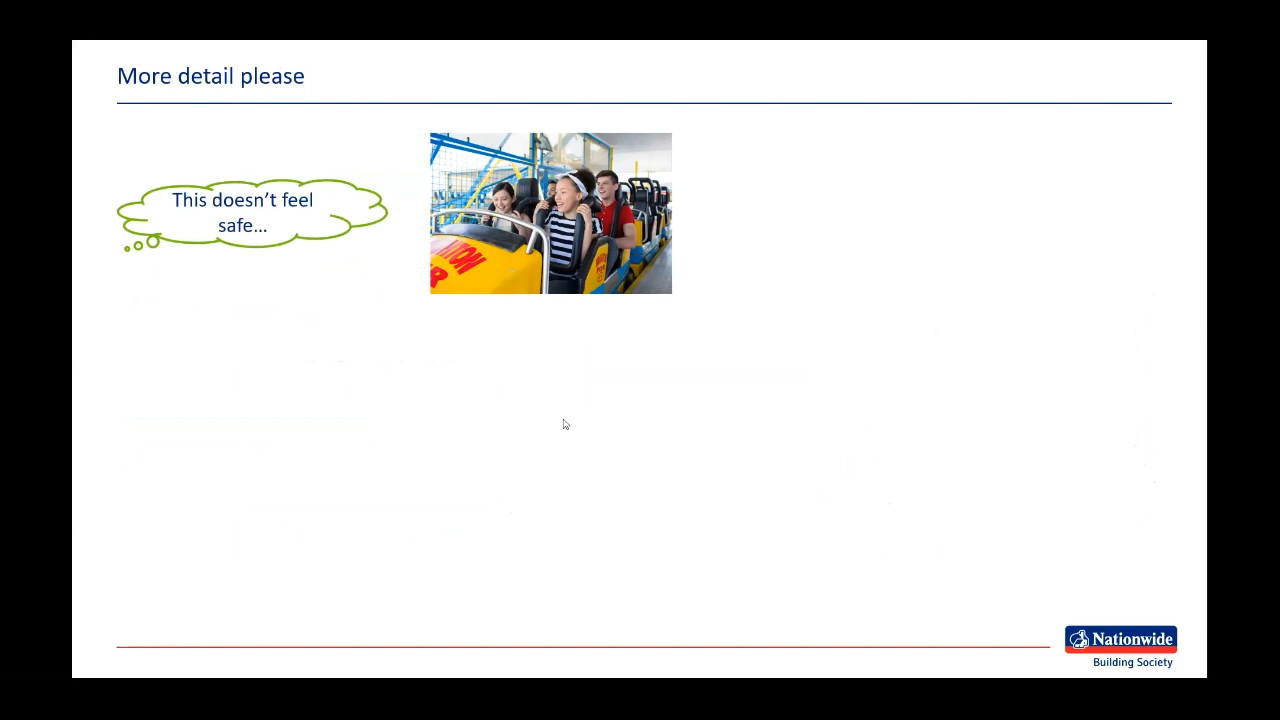 More detail please
This doesn't feel
safe...
Nationwide
Building Society